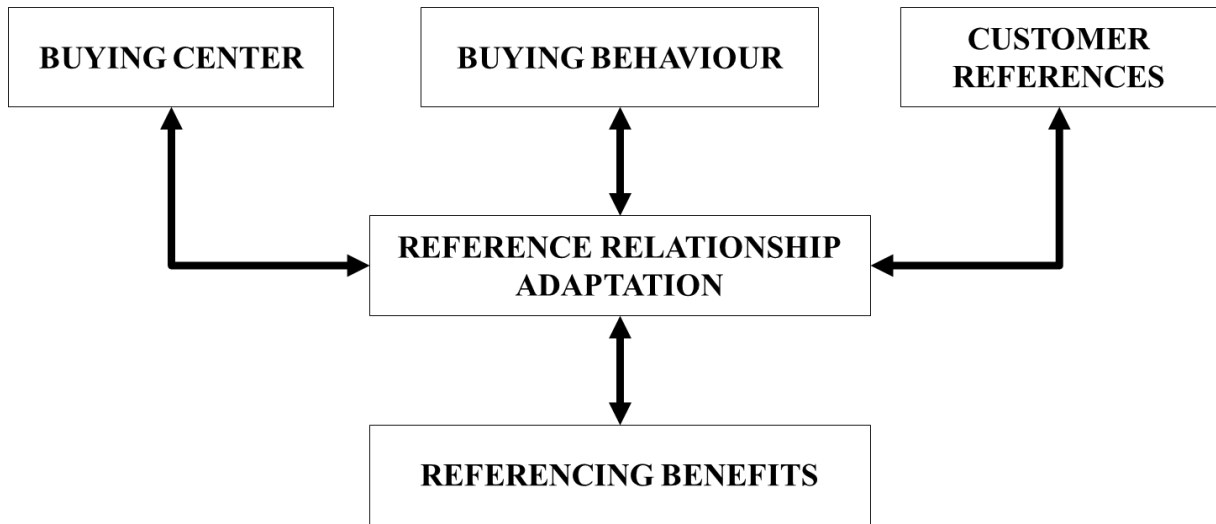 BUYING CENTER
BUYING BEHAVIOUR
CUSTOMER
REFERENCES
REFERENCE RELATIONSHIP
ADAPTATION
REFERENCING BENEFITS